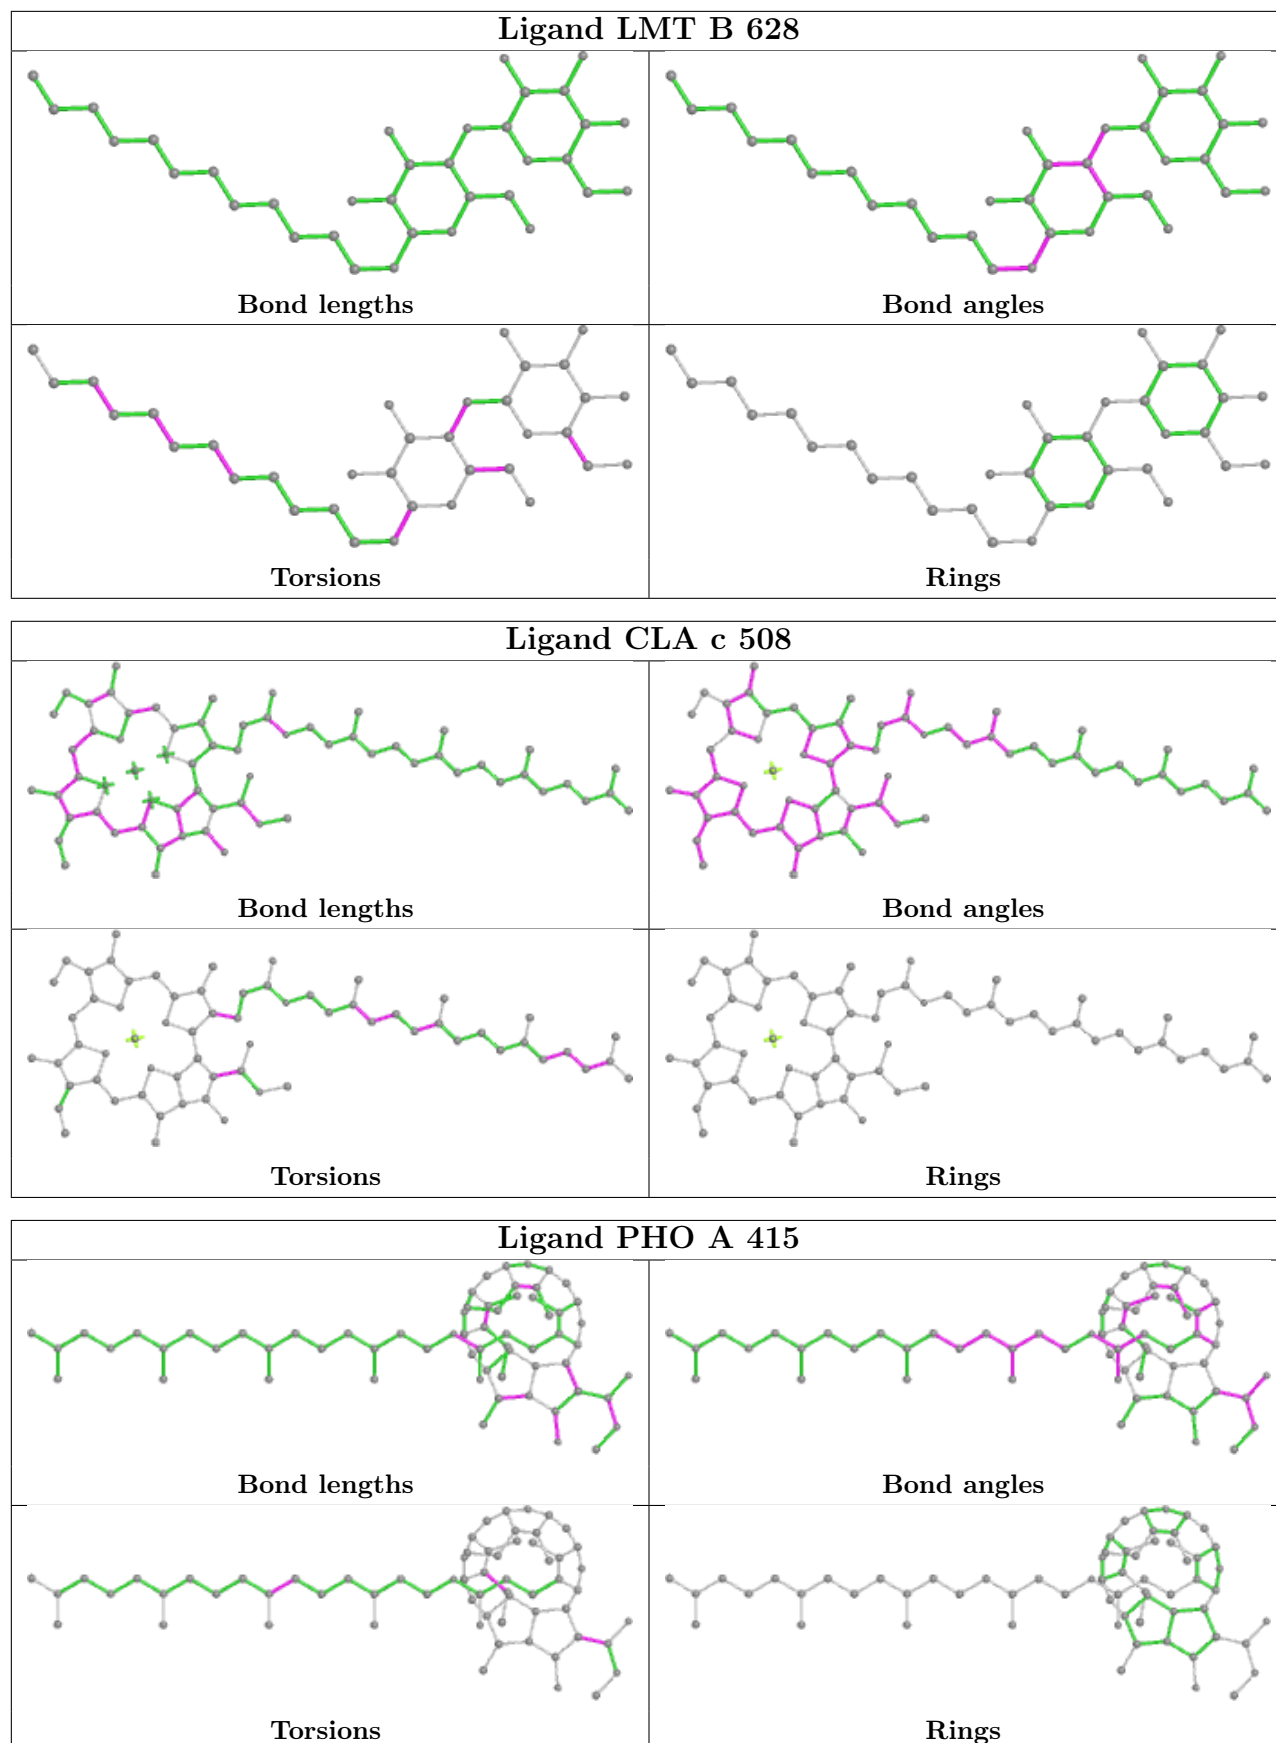 Ligand LMT B 628
Bond lengths
Bond angles
Torsions
Rings
Ligand CLA c 508
Bond lengths
Bond angles
Torsions
Rings
Ligand PHO A 415
Bond lengths
Bond angles
Torsions
Rings